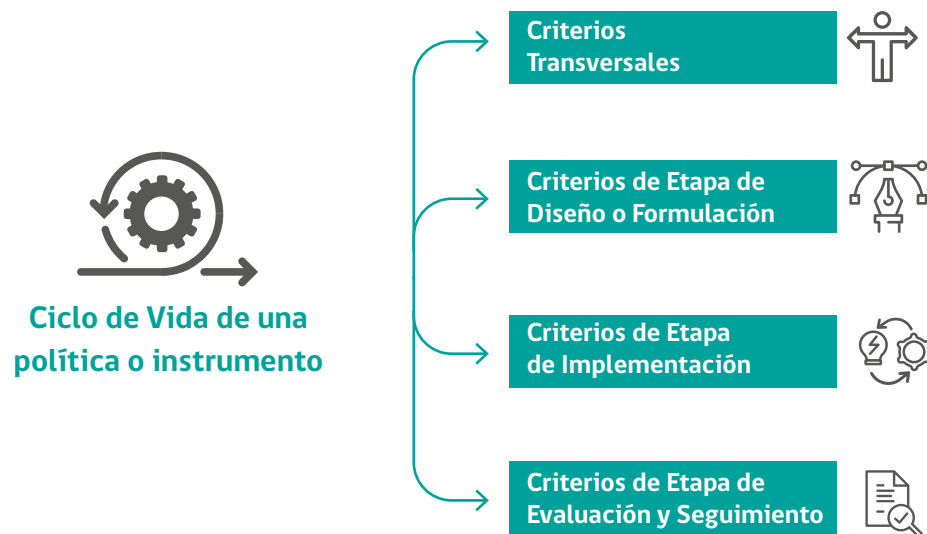 Criterios
Transversales
Criterios de Etapa de
Diseño o Formulación
Ciclo de Vida de una
política o instrumento
Criterios de Etapa
de Implementación
Criterios de Etapa de
Evaluación y Seguimiento